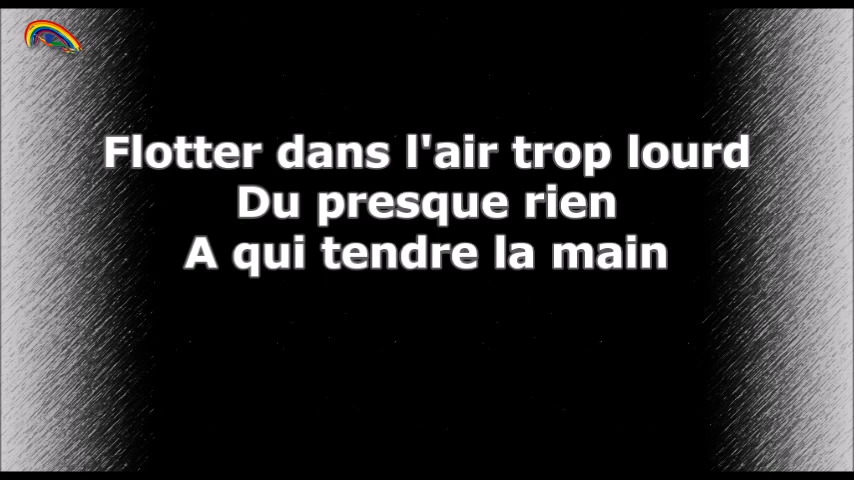 Flotter dans l'air trop lourd
Du presque rien
A qui tendre la main